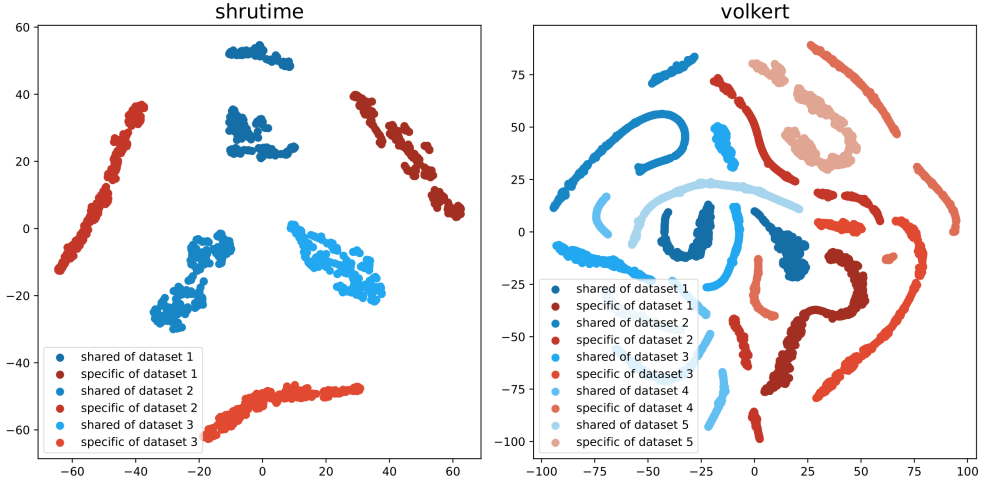 shrutime
60
40
20
0
−20
−40
−60
−60
−40
−20
0
20
40
60
shared of dataset 1
specific of dataset 1
shared of dataset 2
specific of dataset 2
shared of dataset 3
specific of dataset 3
volkert
75
50
25
0
−25
−50
−75
−100
−100
−75
−50
−25
0
25
50
75
100
shared of dataset 1
specific of dataset 1
shared of dataset 2
specific of dataset 2
shared of dataset 3
specific of dataset 3
shared of dataset 4
specific of dataset 4
shared of dataset 5
specific of dataset 5